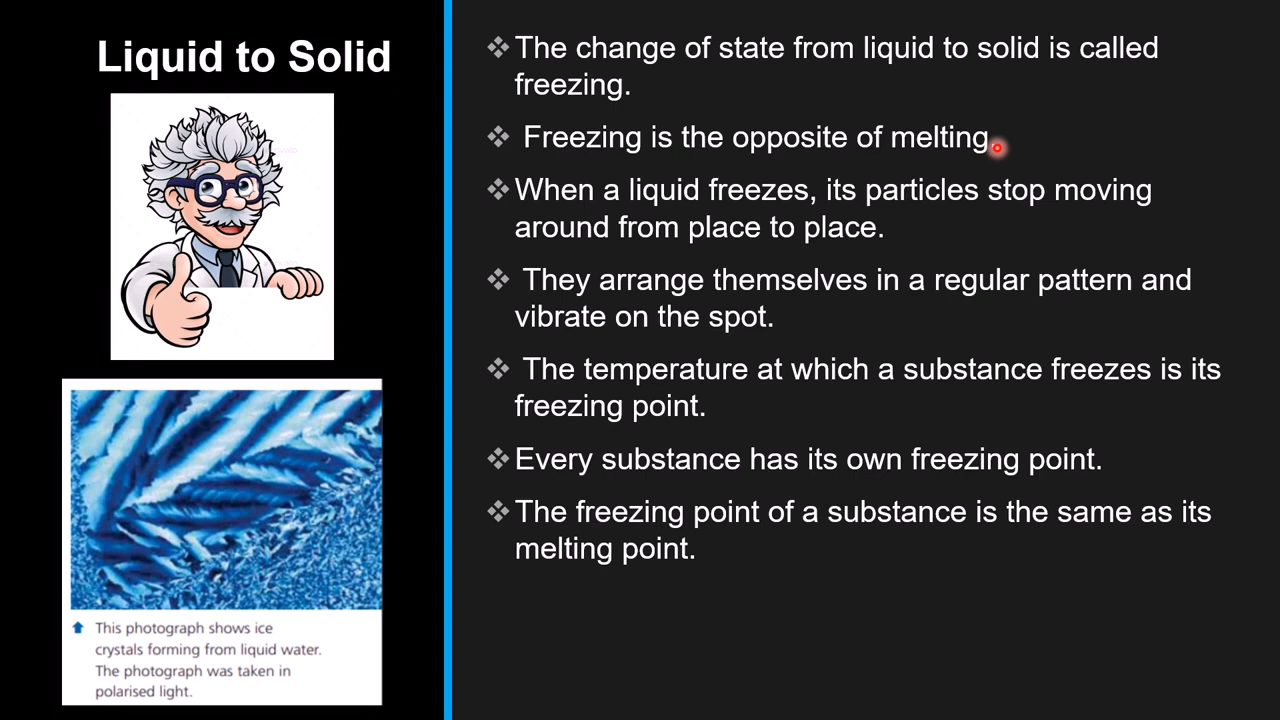 Liquid to Solid
This photograph shows ice
crystals forming from liquid water.
The photograph was taken in
polarised light.
The change of state from liquid to solid is called
freezing.
Freezing is the opposite of melting.
When a liquid freezes, its particles stop moving
around from place to place.
They arrange themselves in a regular pattern and
vibrate on the spot.
The temperature at which a substance freezes is its
freezing point.
Every substance has its own freezing point.
The freezing point of a substance is the same as its
melting point.